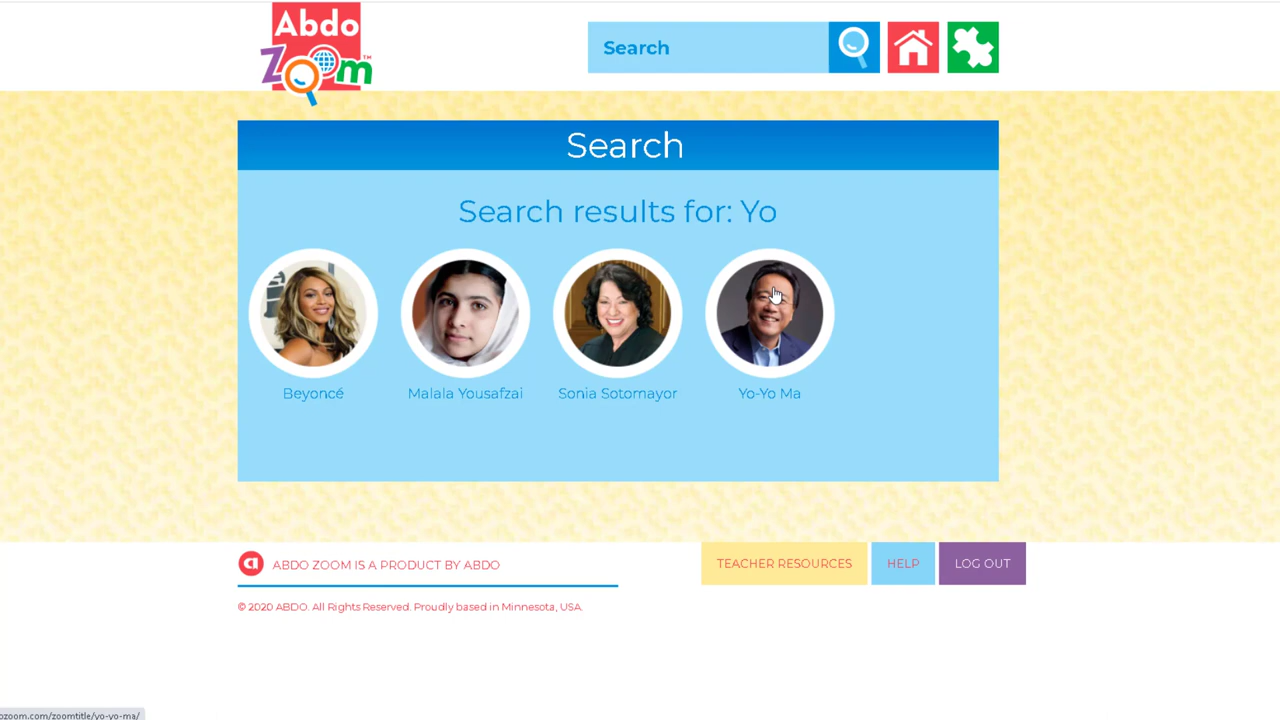 Abdo
Zoom™
Search
Search
Search results for: Yo
Beyoncé
Malala Yousafzai
Sonia Sotomayor
Yo-Yo Ma
a ABDO ZOOM IS A PRODUCT BY ABDO
TEACHER RESOURCES
HELP
LOG OUT
© 2020 ABDO. All Rights Reserved. Proudly based in Minnesota, USA.
ozoom.com/zoomtitle/yo-yo-ma/